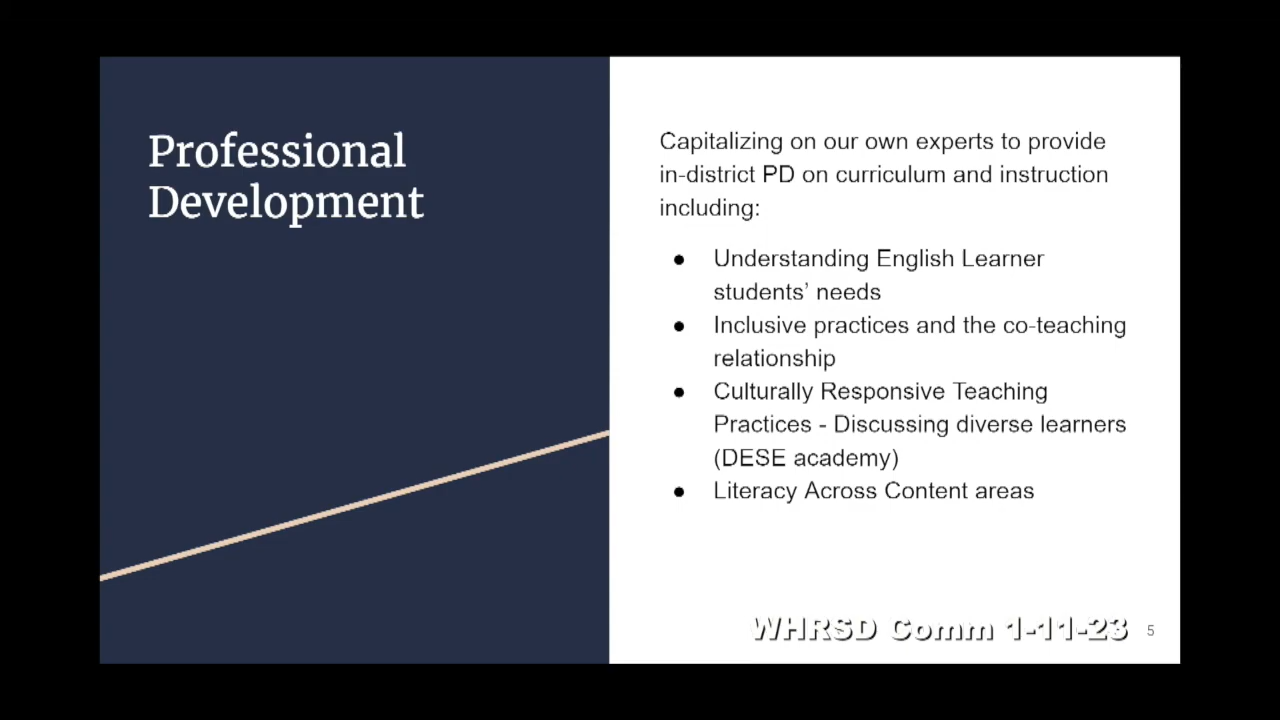 Professional
Development
Capitalizing on our own experts to provide
in-district PD on curriculum and instruction
including:
● Understanding English Learner
students’ needs
● Inclusive practices and the co-teaching
relationship
● Culturally Responsive Teaching
Practices - Discussing diverse learners
(DESE academy)
● Literacy Across Content areas
WHRSD Comm 1-11-23
5